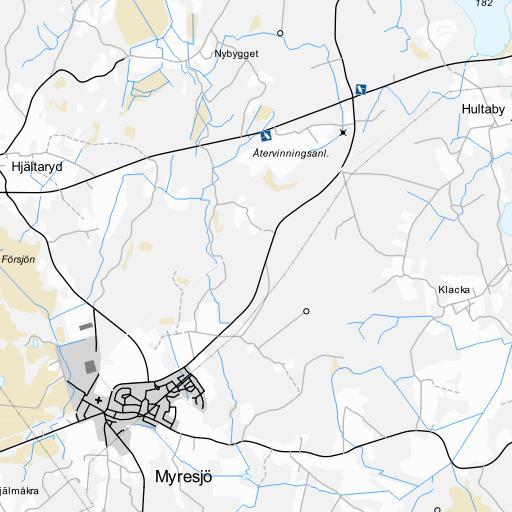 182
Nybygget
Hultaby
Återvinningsanl.
Hjältaryd
Försjön
Klacka
Myresjö
jälmåkra